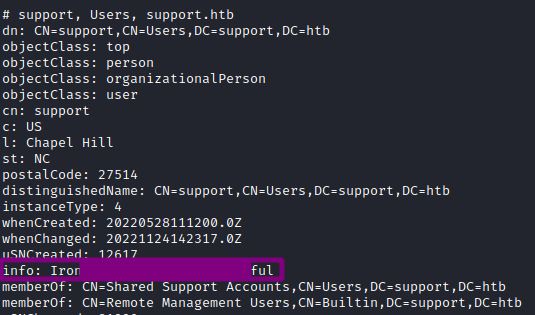 # support, Users, support.htb
dn: CN=support,CN=Users,DC=support,DC=htb
objectClass: top
objectClass: person
objectClass: organizationalPerson
objectClass: user
cn: support
c: US
l: Chapel Hill
st: NC
postalCode: 27514
distinguishedName: CN=support,CN=Users,DC=support,DC=htb
instanceType: 4
whenCreated: 20220528111200.0Z
whenChanged: 20221124142317.0Z
uSNCreated: 12617
info: Iron ful
memberOf: CN=Shared Support Accounts,CN=Users,DC=support,DC=htb
memberOf: CN=Remote Management Users,CN=Builtin,DC=support,DC=htb